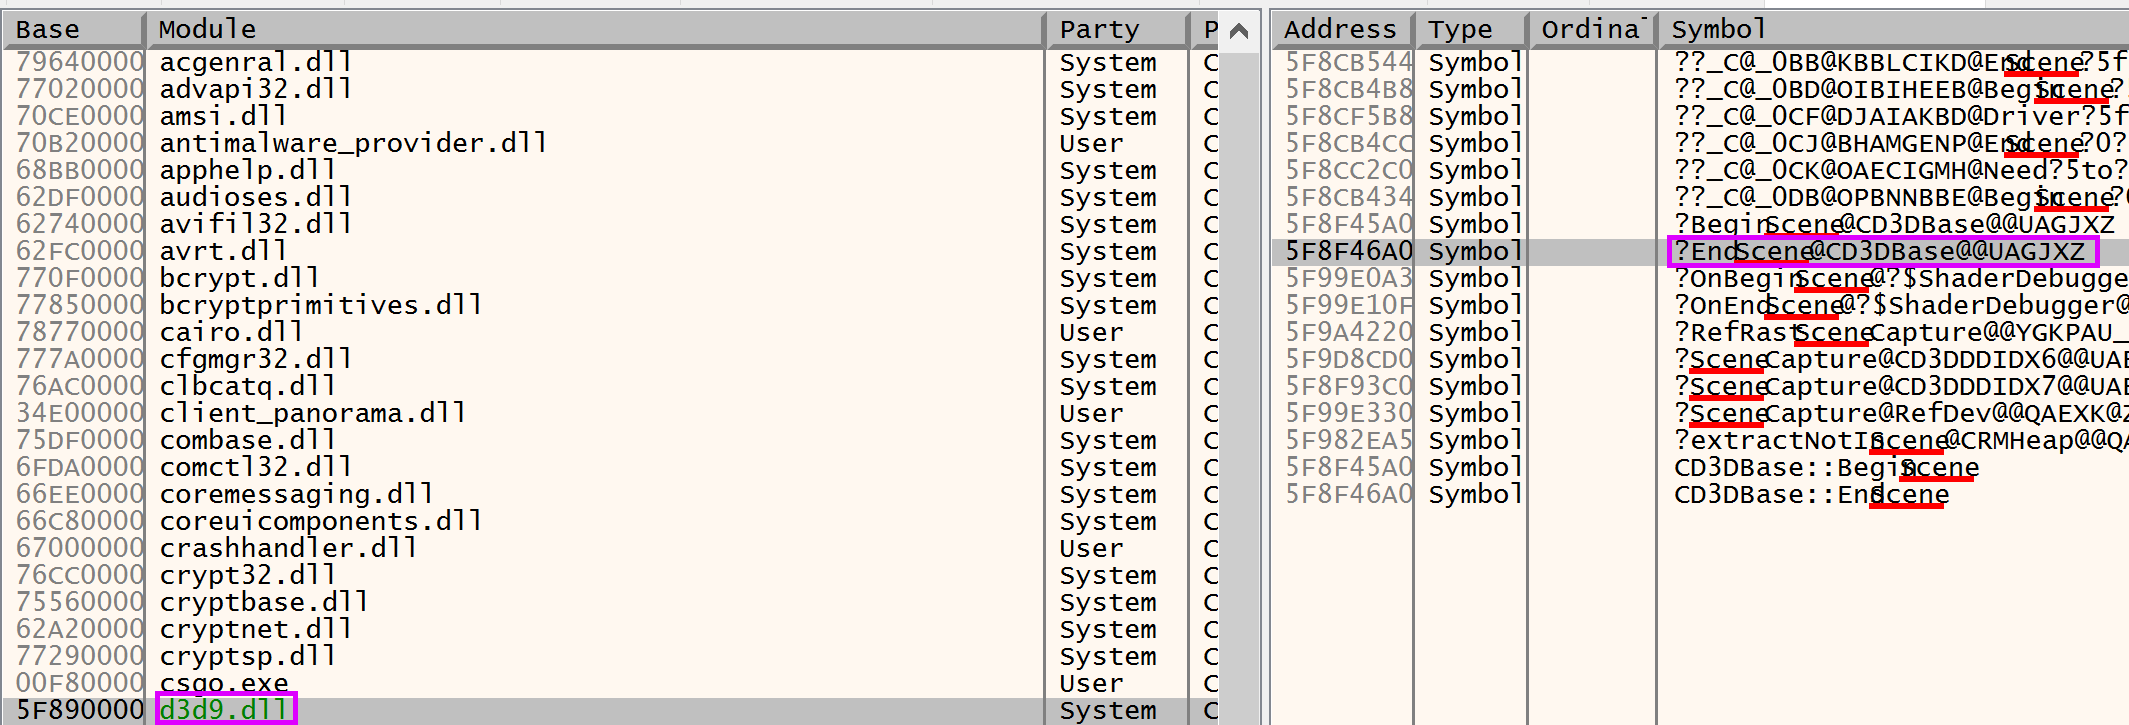 Base Module Party P
79640000 acgenral.dll System C
77020000 advapi32.dll System C
70CE0000 amsi.dll System C
70B20000 antimalware_provider.dll User C
68BB0000 apphelp.dll System C
62DF0000 audioses.dll System C
62740000 avifil32.dll System C
62FC0000 avrt.dll System C
770F0000 bcrypt.dll System C
77850000 bcryptprimitives.dll System C
78770000 cairo.dll User C
777A0000 cfgmgr32.dll System C
76AC0000 clbcatq.dll System C
34E00000 client_panorama.dll User C
75DF0000 combase.dll System C
6FDA0000 comctl32.dll System C
66EE0000 coremessaging.dll System C
66C80000 coreuicomponents.dll System C
67000000 crashhandler.dll User C
76CC0000 crypt32.dll System C
75560000 cryptbase.dll System C
62A20000 cryptnet.dll System C
77290000 cryptsp.dll System C
00F80000 csgo.exe User C
5F890000 d3d9.dll System C
Address Type Ordina Symbol
5F8CB544 Symbol ??_C@_0BB@KBBLCIKD@EndScene?5f
5F8CB4B8 Symbol ??_C@_0BD@OIBIHEEB@BeginScene?
5F8CF5B8 Symbol ??_C@_0CF@DJAIAKBD@Driver?5f
5F8CB4CC Symbol ??_C@_0CJ@BHAMGENP@EndScene?0?
5F8CC2C0 Symbol ??_C@_0CK@OAECIGMH@Need?5to?
5F8CB434 Symbol ??_C@_0DB@OPBNNBBE@BeginScene?0
5F8F45A0 Symbol ?BeginScene@CD3DBase@@UAGJXZ
5F8F46A0 Symbol ?EndScene@CD3DBase@@UAGJXZ
5F99E0A3 Symbol ?OnBeginScene@?$ShaderDebugger
5F99E10F Symbol ?OnEndScene@?$ShaderDebugger@
5F9A4220 Symbol ?RefRastSceneCapture@@YGKPAU_
5F9D8CD0 Symbol ?SceneCapture@CD3DDDIDX6@@UAE
5F8F93C0 Symbol ?SceneCapture@CD3DDDIDX7@@UAE
5F99E330 Symbol ?SceneCapture@RefDev@@QAEXK@Z
5F982EA5 Symbol ?extractNotInScene@CRMHeap@@QA
5F8F45A0 Symbol CD3DBase::BeginScene
5F8F46A0 Symbol CD3DBase::EndScene